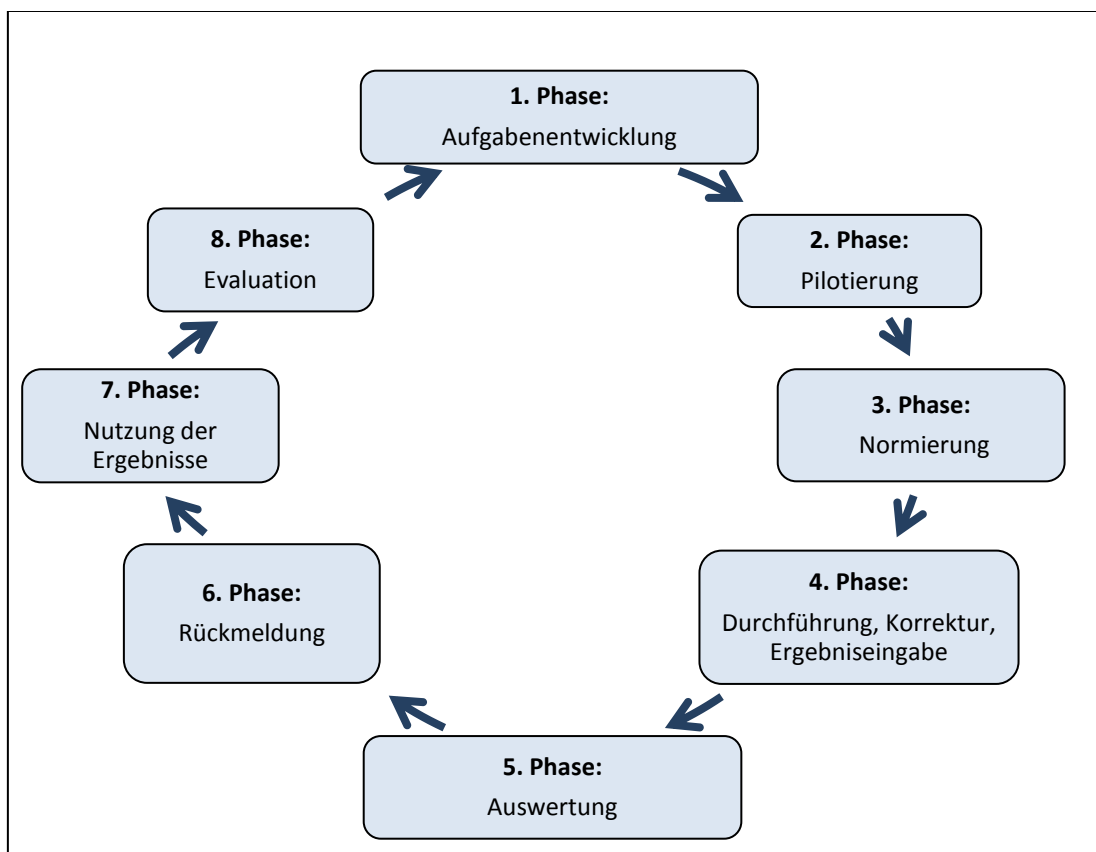 1. Phase:
Aufgabenentwicklung
2. Phase:
Pilotierung
3. Phase:
Normierung
4. Phase:
Durchführung, Korrektur,
Ergebniseingabe
5. Phase:
Auswertung
6. Phase:
Rückmeldung
7. Phase:
Nutzung der
Ergebnisse
8. Phase:
Evaluation